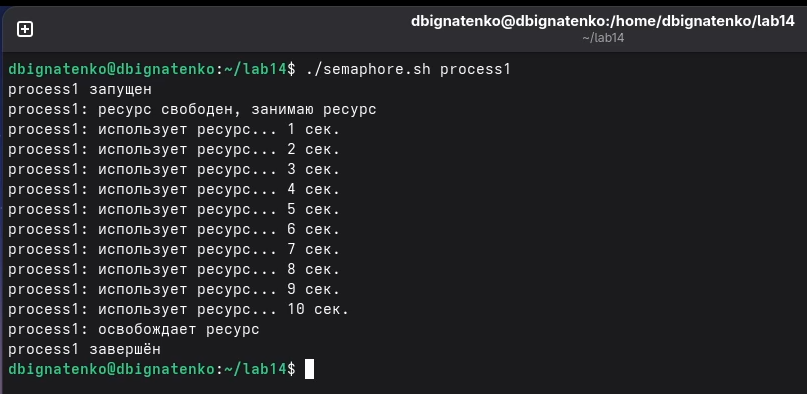 dbignatenko@dbignatenko:/home/dbignatenko/lab14
~/lab14
dbignatenko@dbignatenko:~/lab14$ ./semaphore.sh process1
process1 запущен
process1: ресурс свободен, занимаю ресурс
process1: использует ресурс... 1 сек.
process1: использует ресурс... 2 сек.
process1: использует ресурс... 3 сек.
process1: использует ресурс... 4 сек.
process1: использует ресурс... 5 сек.
process1: использует ресурс... 6 сек.
process1: использует ресурс... 7 сек.
process1: использует ресурс... 8 сек.
process1: использует ресурс... 9 сек.
process1: использует ресурс... 10 сек.
process1: освобождает ресурс
process1 завершён
dbignatenko@dbignatenko:~/lab14$